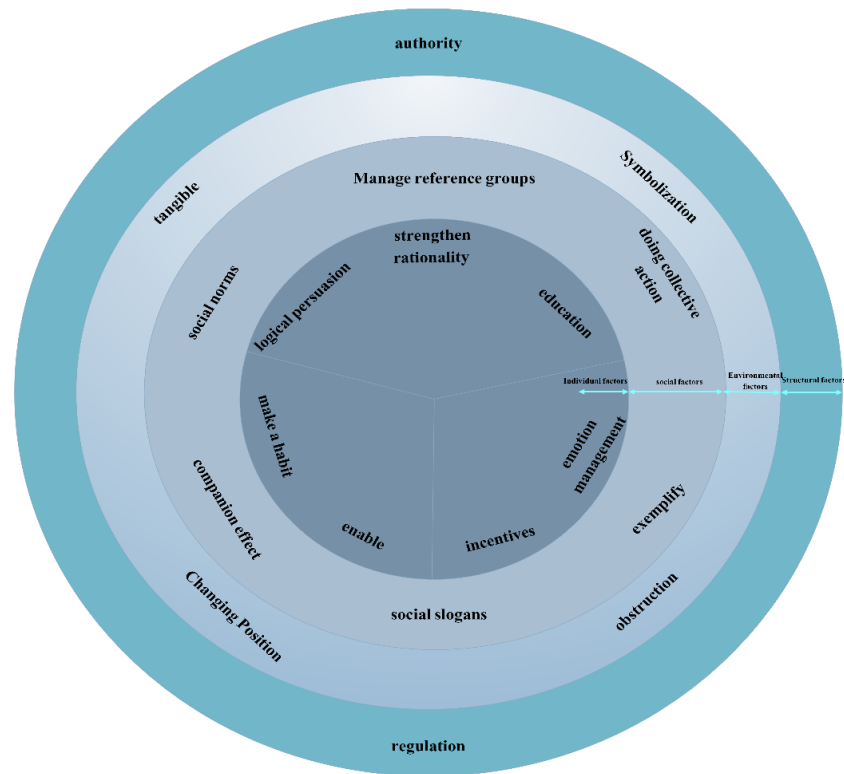 authority
tangible
Symbolization
Manage reference groups
social norms
doing collective
action
strengthen
rationality
logical persuasion
education
Individual factors
social factors
Environmental
factors
Structural factors
make a habit
emotion
management
companion effect
enable
incentives
exemplify
Changing Position
social slogans
obstruction
regulation